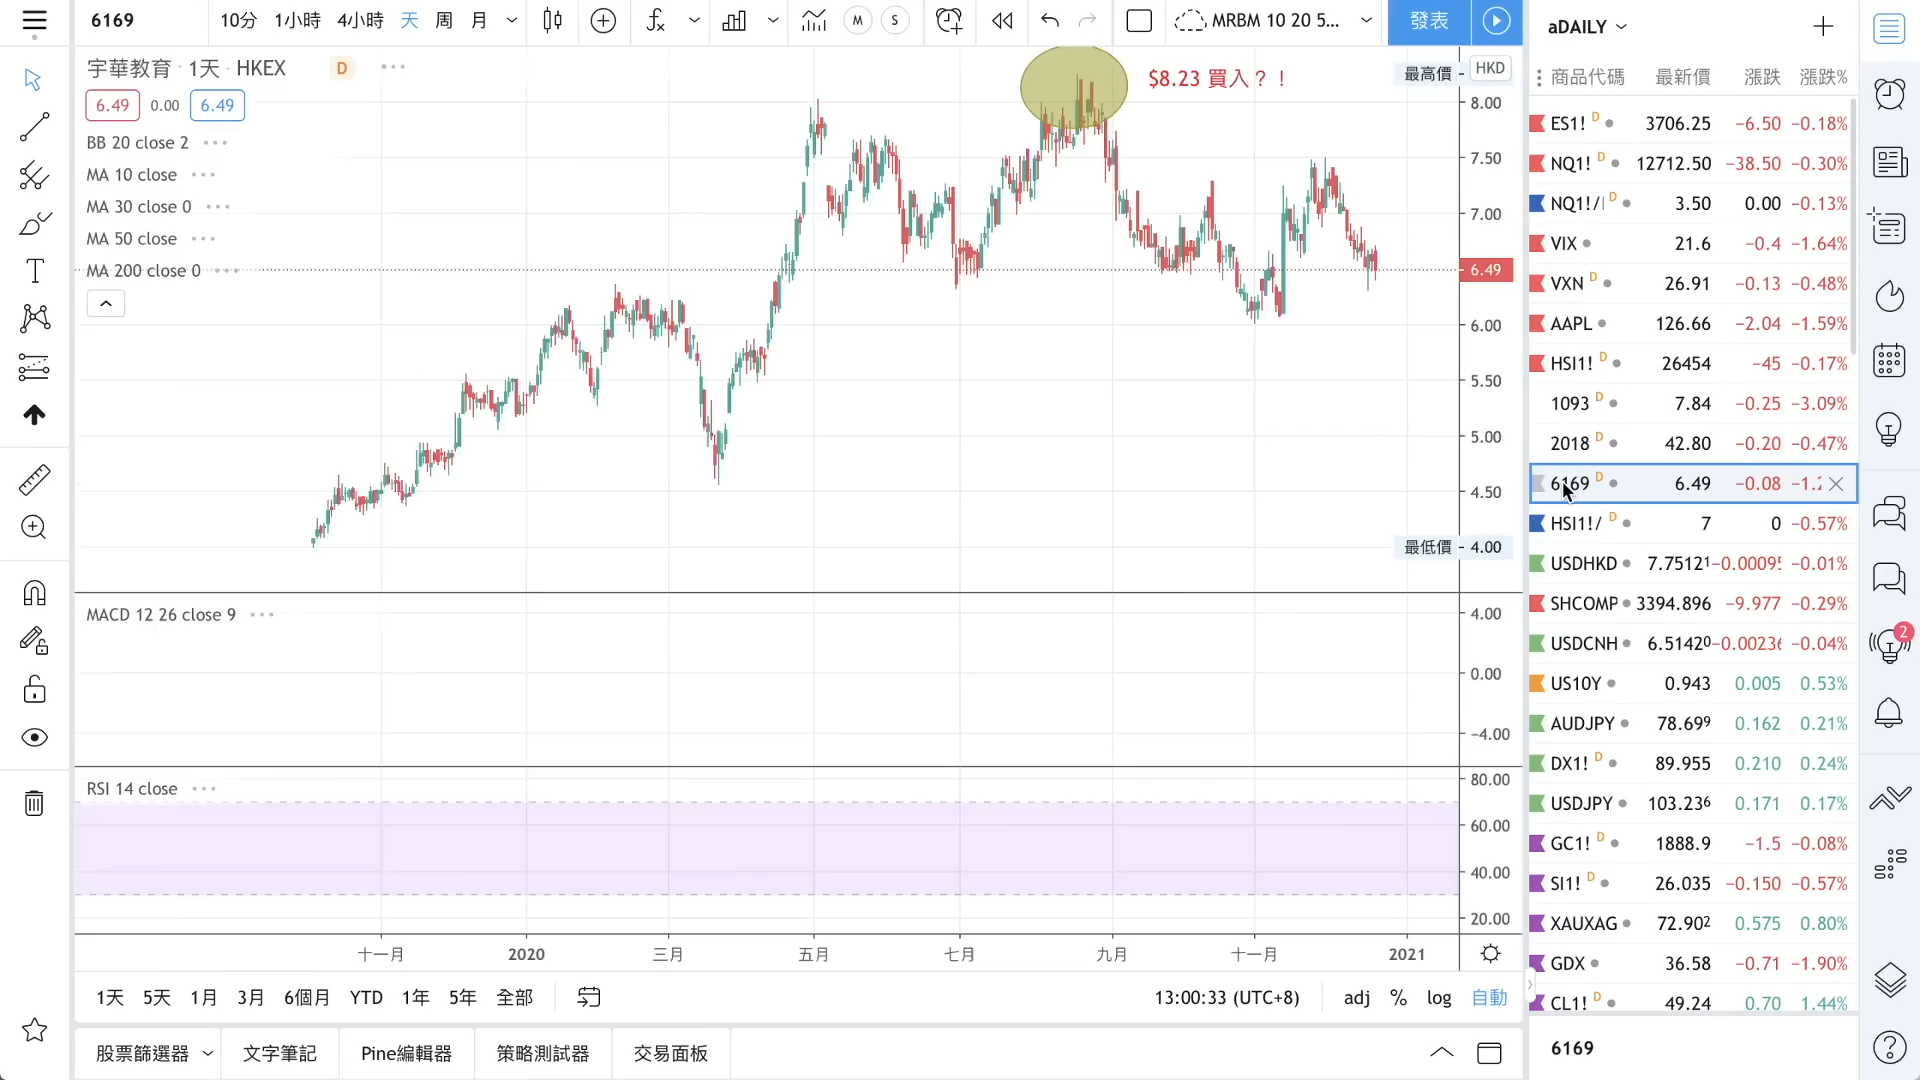 6169 10分 1小時 4小時 天 周 月 M S MRBM 10 20 5... 發表
宇華教育 · 1天 · HKEX D
6.49 0.00 6.49
BB 20 close 2
MA 10 close
MA 30 close 0
MA 50 close
MA 200 close 0
$8.23 買入？！
最高價 HKD
8.00
7.50
7.00
6.49
6.00
5.50
5.00
4.50
最低價 4.00
MACD 12 26 close 9
4.00
0.00
−4.00
RSI 14 close
80.00
60.00
40.00
20.00
十一月 2020 三月 五月 七月 九月 十一月 2021
1天 5天 1月 3月 6個月 YTD 1年 5年 全部 13:00:33 (UTC+8) adj % log 自動
股票篩選器 文字筆記 Pine編輯器 策略測試器 交易面板
aDAILY
商品代碼 最新價 漲跌 漲跌%
ES1! D 3706.25 −6.50 −0.18%
NQ1! D 12712.50 −38.50 −0.30%
NQ1!/ D 3.50 0.00 −0.13%
VIX 21.6 −0.4 −1.64%
VXN D 26.91 −0.13 −0.48%
AAPL 126.66 −2.04 −1.59%
HSI1! D 26454 −45 −0.17%
1093 D 7.84 −0.25 −3.09%
2018 D 42.80 −0.20 −0.47%
6169 D 6.49 −0.08 −1.2
HSI1!/ D 7 0 −0.57%
USDHKD 7.75121 −0.00095 −0.01%
SHCOMP 3394.896 −9.977 −0.29%
USDCNH 6.51420 −0.00236 −0.04%
US10Y 0.943 0.005 0.53%
AUDJPY 78.699 0.162 0.21%
DX1! D 89.955 0.210 0.24%
USDJPY 103.236 0.171 0.17%
GC1! D 1888.9 −1.5 −0.08%
SI1! D 26.035 −0.150 −0.57%
XAUXAG 72.902 0.575 0.80%
GDX 36.58 −0.71 −1.90%
CL1! D 49.24 0.70 1.44%
6169
2